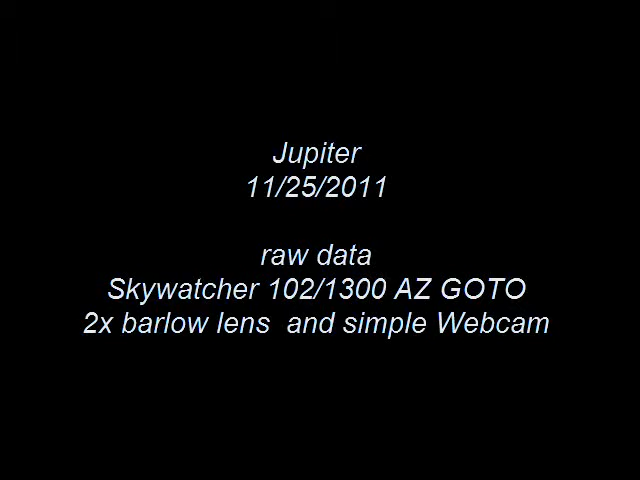 Jupiter
11/25/2011
raw data
Skywatcher 102/1300 AZ GOTO
2x barlow lens  and simple Webcam